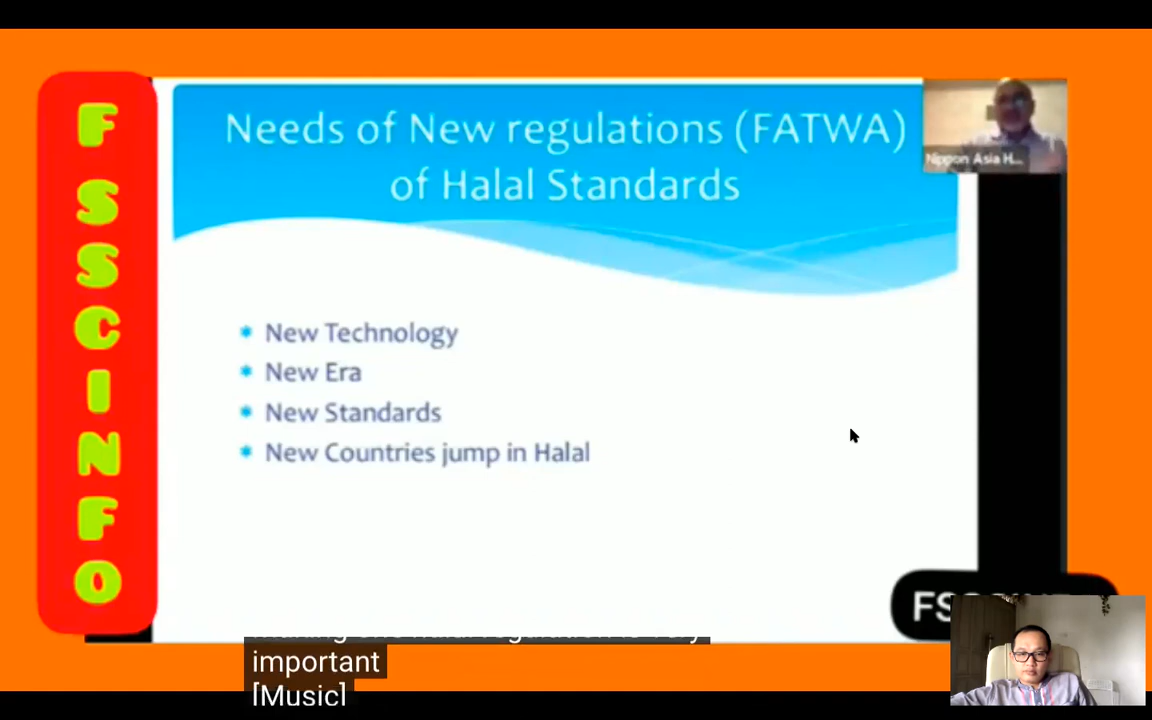 FSSCINFO
Needs of New regulations (FATWA)
of Halal Standards
Nippon Asia H...
New Technology
New Era
New Standards
New Countries jump in Halal
important
[Music]